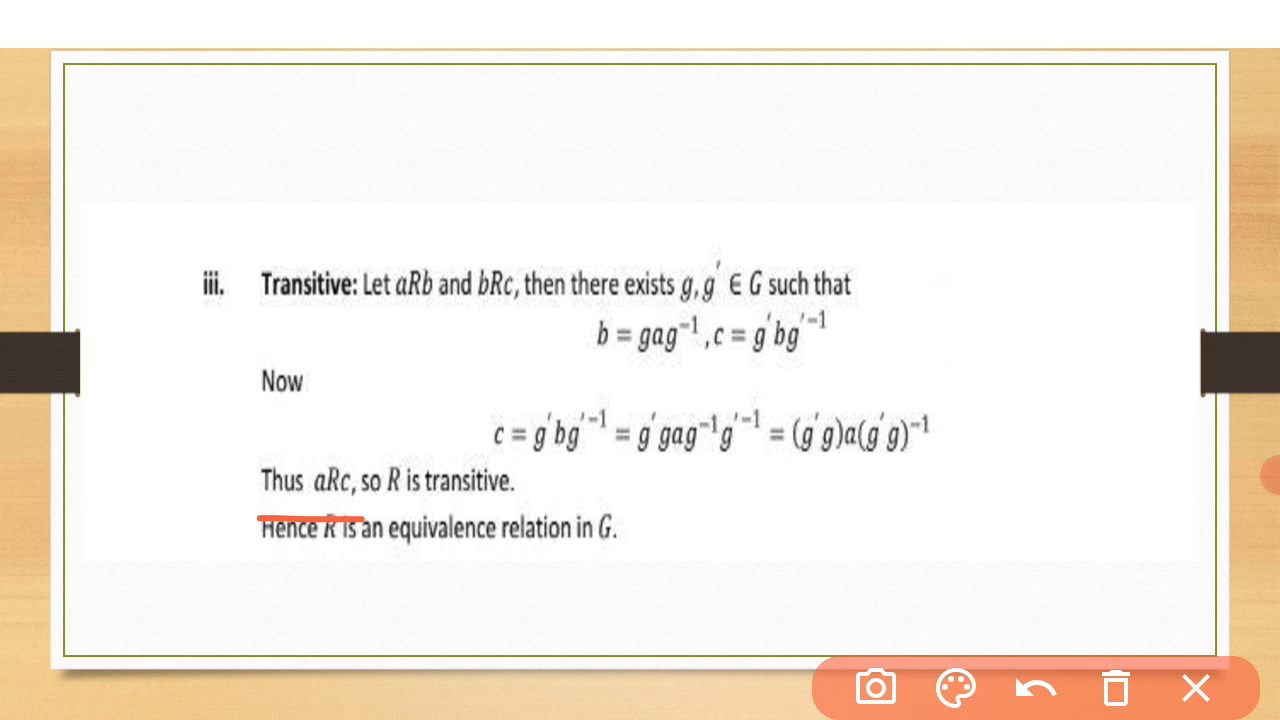 iii. Transitive: Let aRb and bRc, then there exists g, g′ ∈ G such that
b = gag⁻¹ , c = g′bg′⁻¹
Now
c = g′bg′⁻¹ = g′gag⁻¹g′⁻¹ = (g′g)a(g′g)⁻¹
Thus aRc, so R is transitive.
Hence R is an equivalence relation in G.